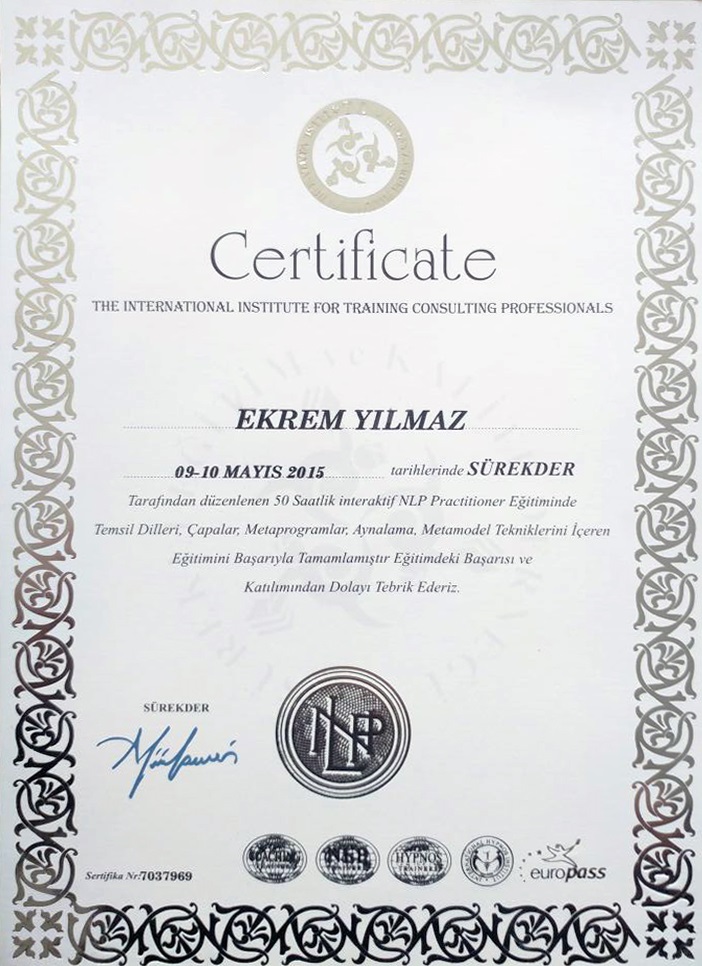 Certificate
THE INTERNATIONAL INSTITUTE FOR TRAINING CONSULTING PROFESSIONALS
EKREM YILMAZ
09-10 MAYIS 2015 tarihlerinde SÜREKDER
Tarafından düzenlenen 50 Saatlik interaktif NLP Practitioner Eğitiminde
Temsil Dilleri, Çapalar, Metaprogramlar, Aynalama, Metamodel Tekniklerini İçeren
Eğitimini Başarıyla Tamamlamıştır Eğitimdeki Başarısı ve
Katılımından Dolayı Tebrik Ederiz.
SÜREKDER
NLP
COACHING
NLP
HYPNOS
europass
Sertifika Nr:7037969